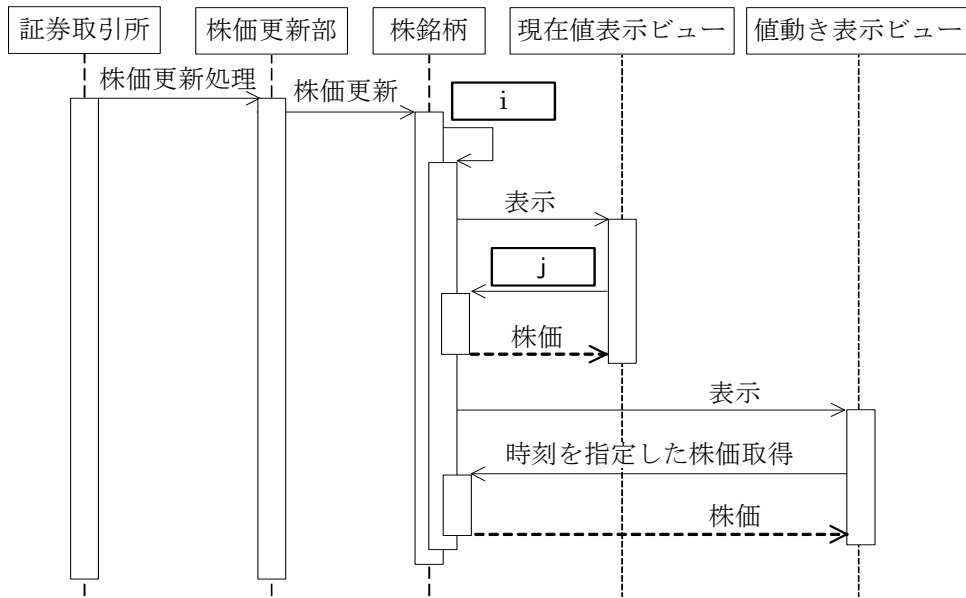 証券取引所
株価更新部
株銘柄
現在値表示ビュー
値動き表示ビュー
株価更新処理
株価更新
i
表示
j
株価
表示
時刻を指定した株価取得
株価